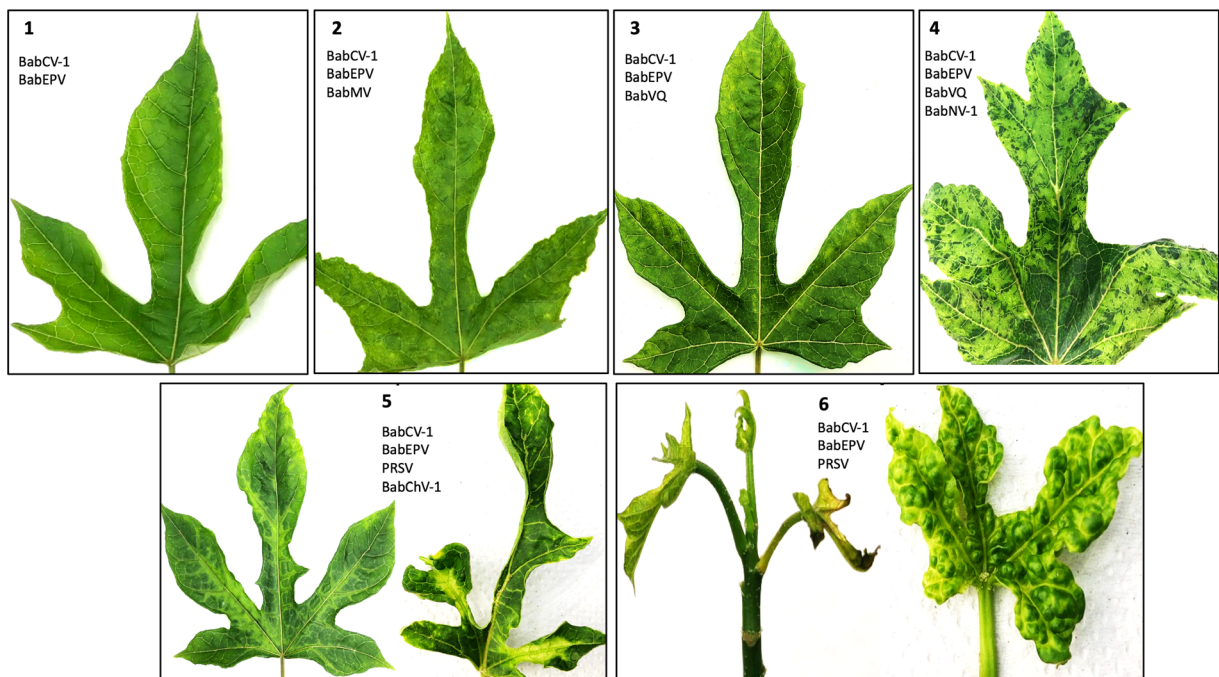 1
BabCV-1
BabEPV
2
BabCV-1
BabEPV
BabMV
3
BabCV-1
BabEPV
BabVQ
4
BabCV-1
BabEPV
BabVQ
BabNV-1
5
BabCV-1
BabEPV
PRSV
BabChV-1
6
BabCV-1
BabEPV
PRSV